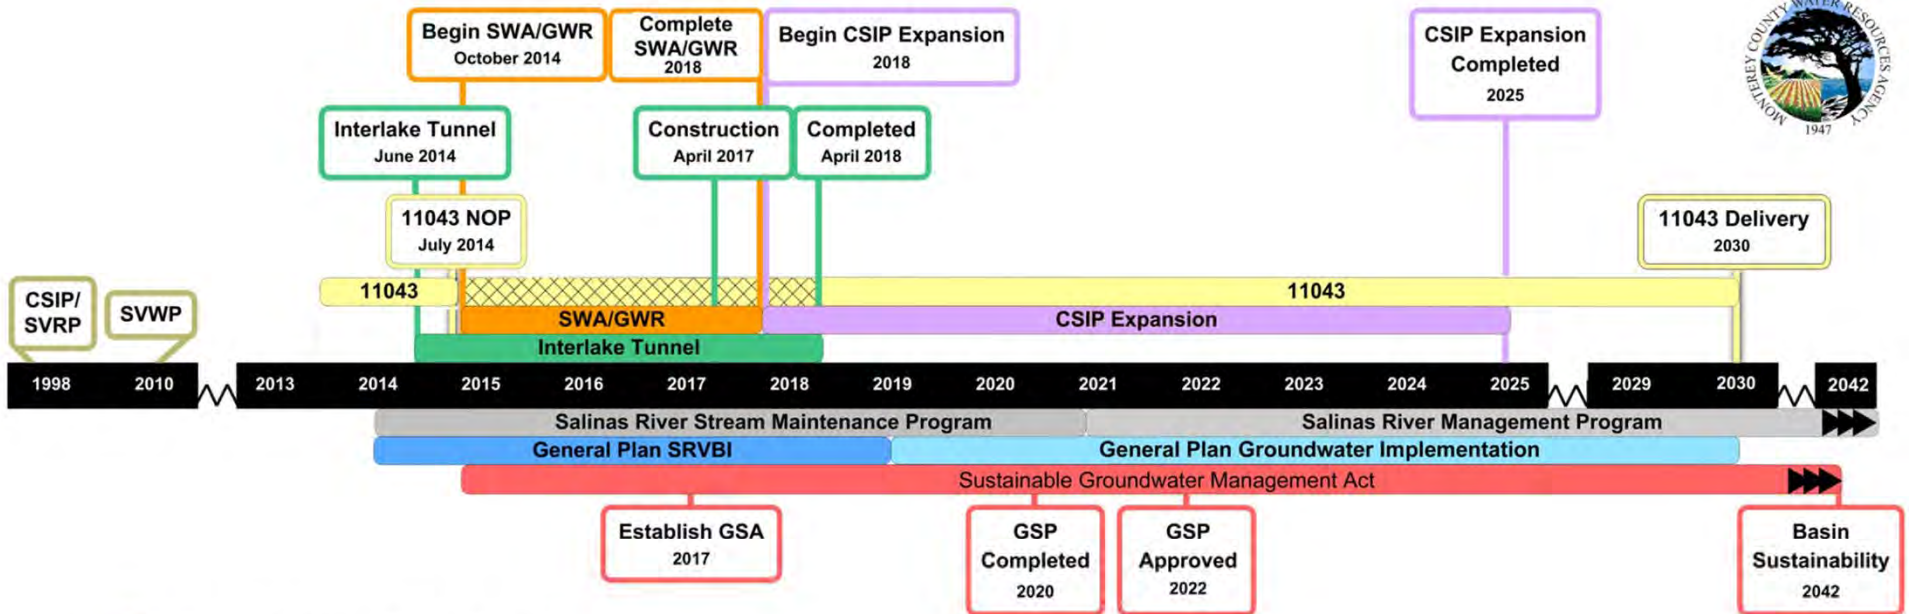 Begin SWA/GWR
October 2014
Complete
SWA/GWR
2018
Begin CSIP Expansion
2018
CSIP Expansion
Completed
2025
MONTEREY COUNTY WATER RESOURCES AGENCY
1947
Interlake Tunnel
June 2014
Construction
April 2017
Completed
April 2018
11043 NOP
July 2014
11043 Delivery
2030
CSIP/
SVRP
SVWP
11043
11043
SWA/GWR
CSIP Expansion
Interlake Tunnel
1998 2010 2013 2014 2015 2016 2017 2018 2019 2020 2021 2022 2023 2024 2025 2029 2030 2042
Salinas River Stream Maintenance Program
Salinas River Management Program
General Plan SRVBI
General Plan Groundwater Implementation
Sustainable Groundwater Management Act
Establish GSA
2017
GSP
Completed
2020
GSP
Approved
2022
Basin
Sustainability
2042